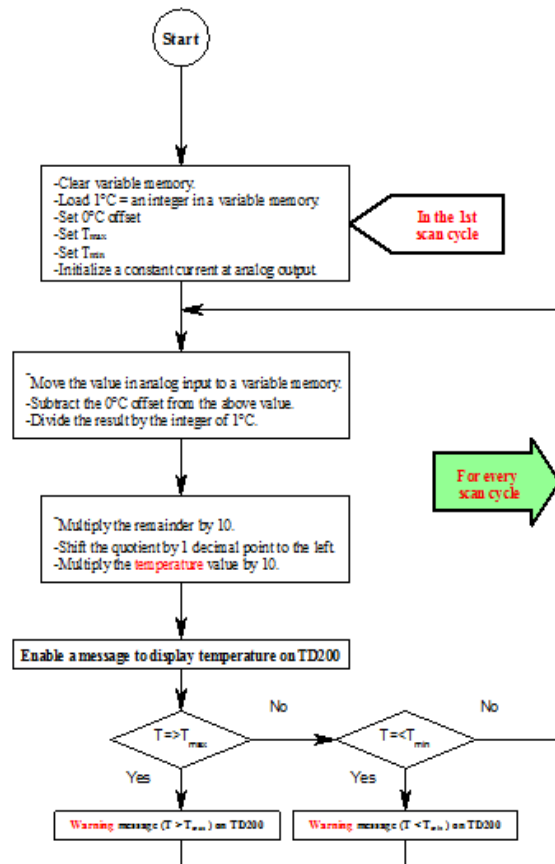 Start
-Clear variable memory.
-Load 1°C = an integer in a variable memory.
-Set 0°C offset
-Set Tmax
-Set Tmin
-Initialize a constant current at analog output.
In the 1st
scan cycle
-Move the value in analog input to a variable memory.
-Subtract the 0°C offset from the above value.
-Divide the result by the integer of 1°C.
For every
scan cycle
-Multiply the remainder by 10.
-Shift the quotient by 1 decimal point to the left.
-Multiply the temperature value by 10.
Enable a message to display temperature on TD200
T=>Tmax
No
T=<Tmin
No
Yes
Yes
Warning message (T > Tmax) on TD200
Warning message (T < Tmin) on TD200